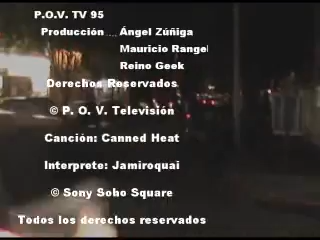 P.O.V. TV 95
Producción .... Ángel Zúñiga
Mauricio Rangel
Reino Geek
Derechos Reservados
© P. O. V. Televisión
Canción: Canned Heat
Interprete: Jamiroquai
© Sony Soho Square
Todos los derechos reservados